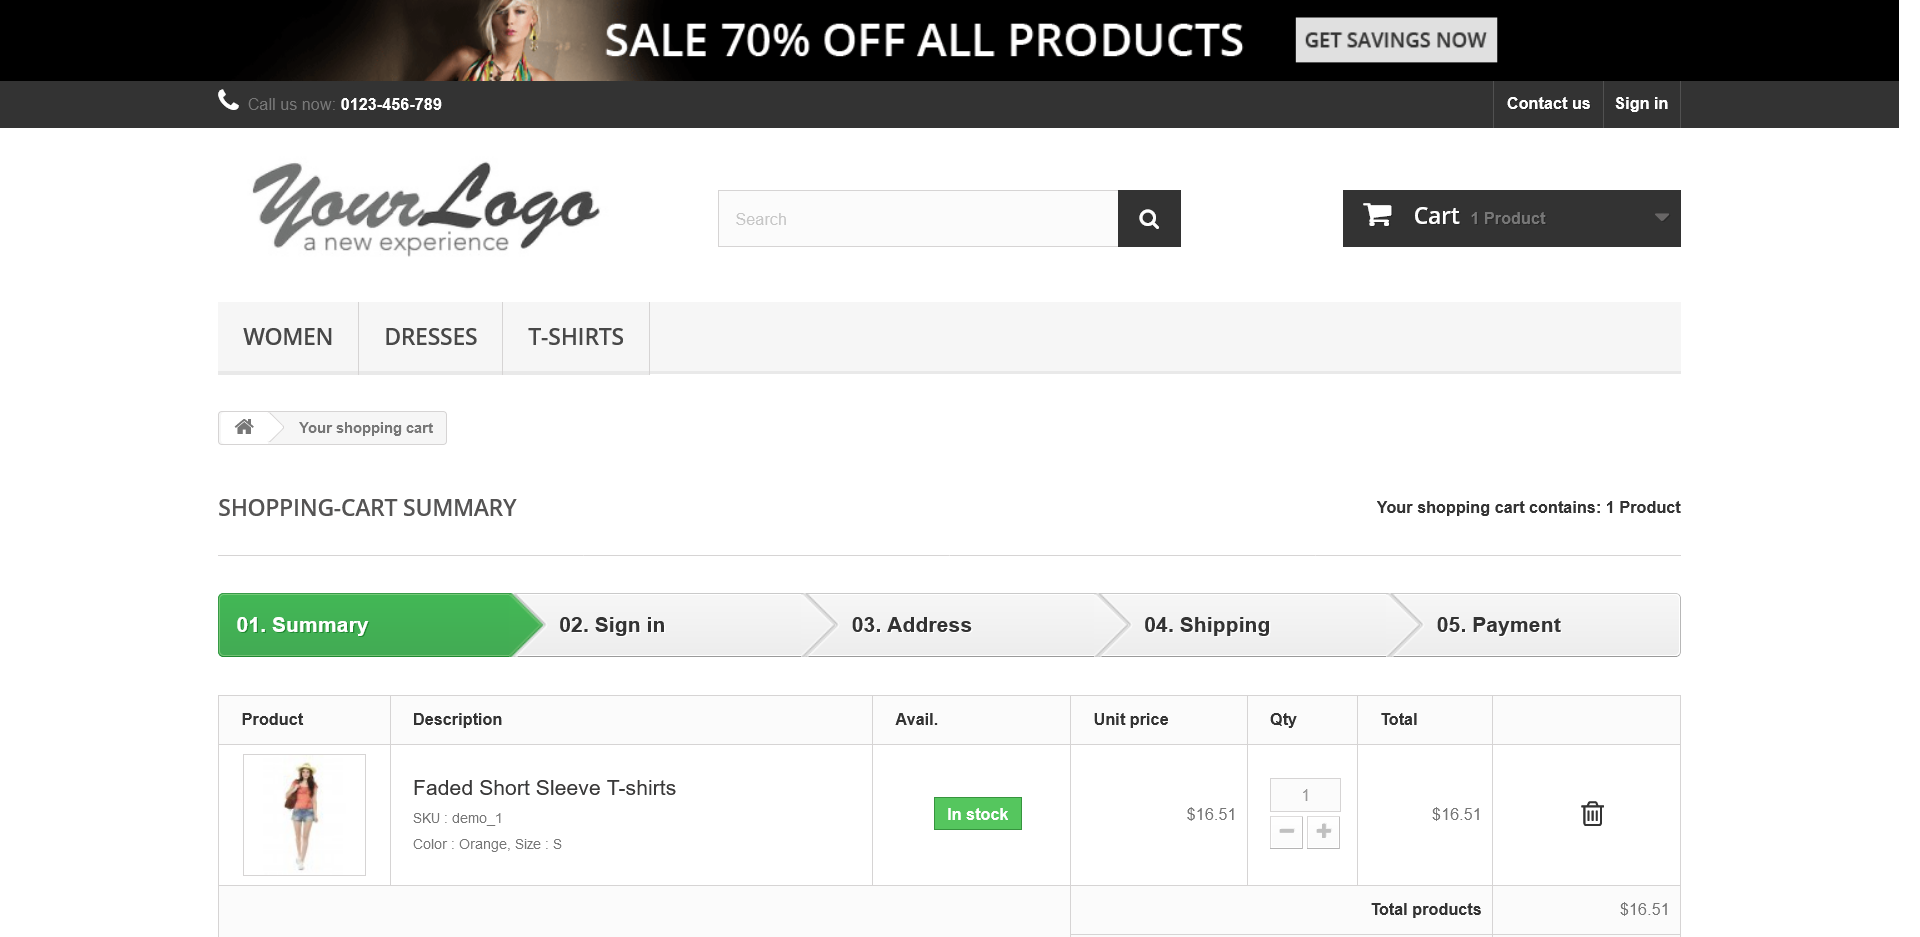 SALE 70% OFF ALL PRODUCTS GET SAVINGS NOW
Call us now: 0123-456-789 Contact us Sign in
YourLogo
a new experience
Search
Cart 1 Product
WOMEN DRESSES T-SHIRTS
Your shopping cart
SHOPPING-CART SUMMARY Your shopping cart contains: 1 Product
01. Summary 02. Sign in 03. Address 04. Shipping 05. Payment
Product Description Avail. Unit price Qty Total
Faded Short Sleeve T-shirts
SKU : demo_1
Color : Orange, Size : S
In stock
$16.51
1
$16.51
Total products $16.51